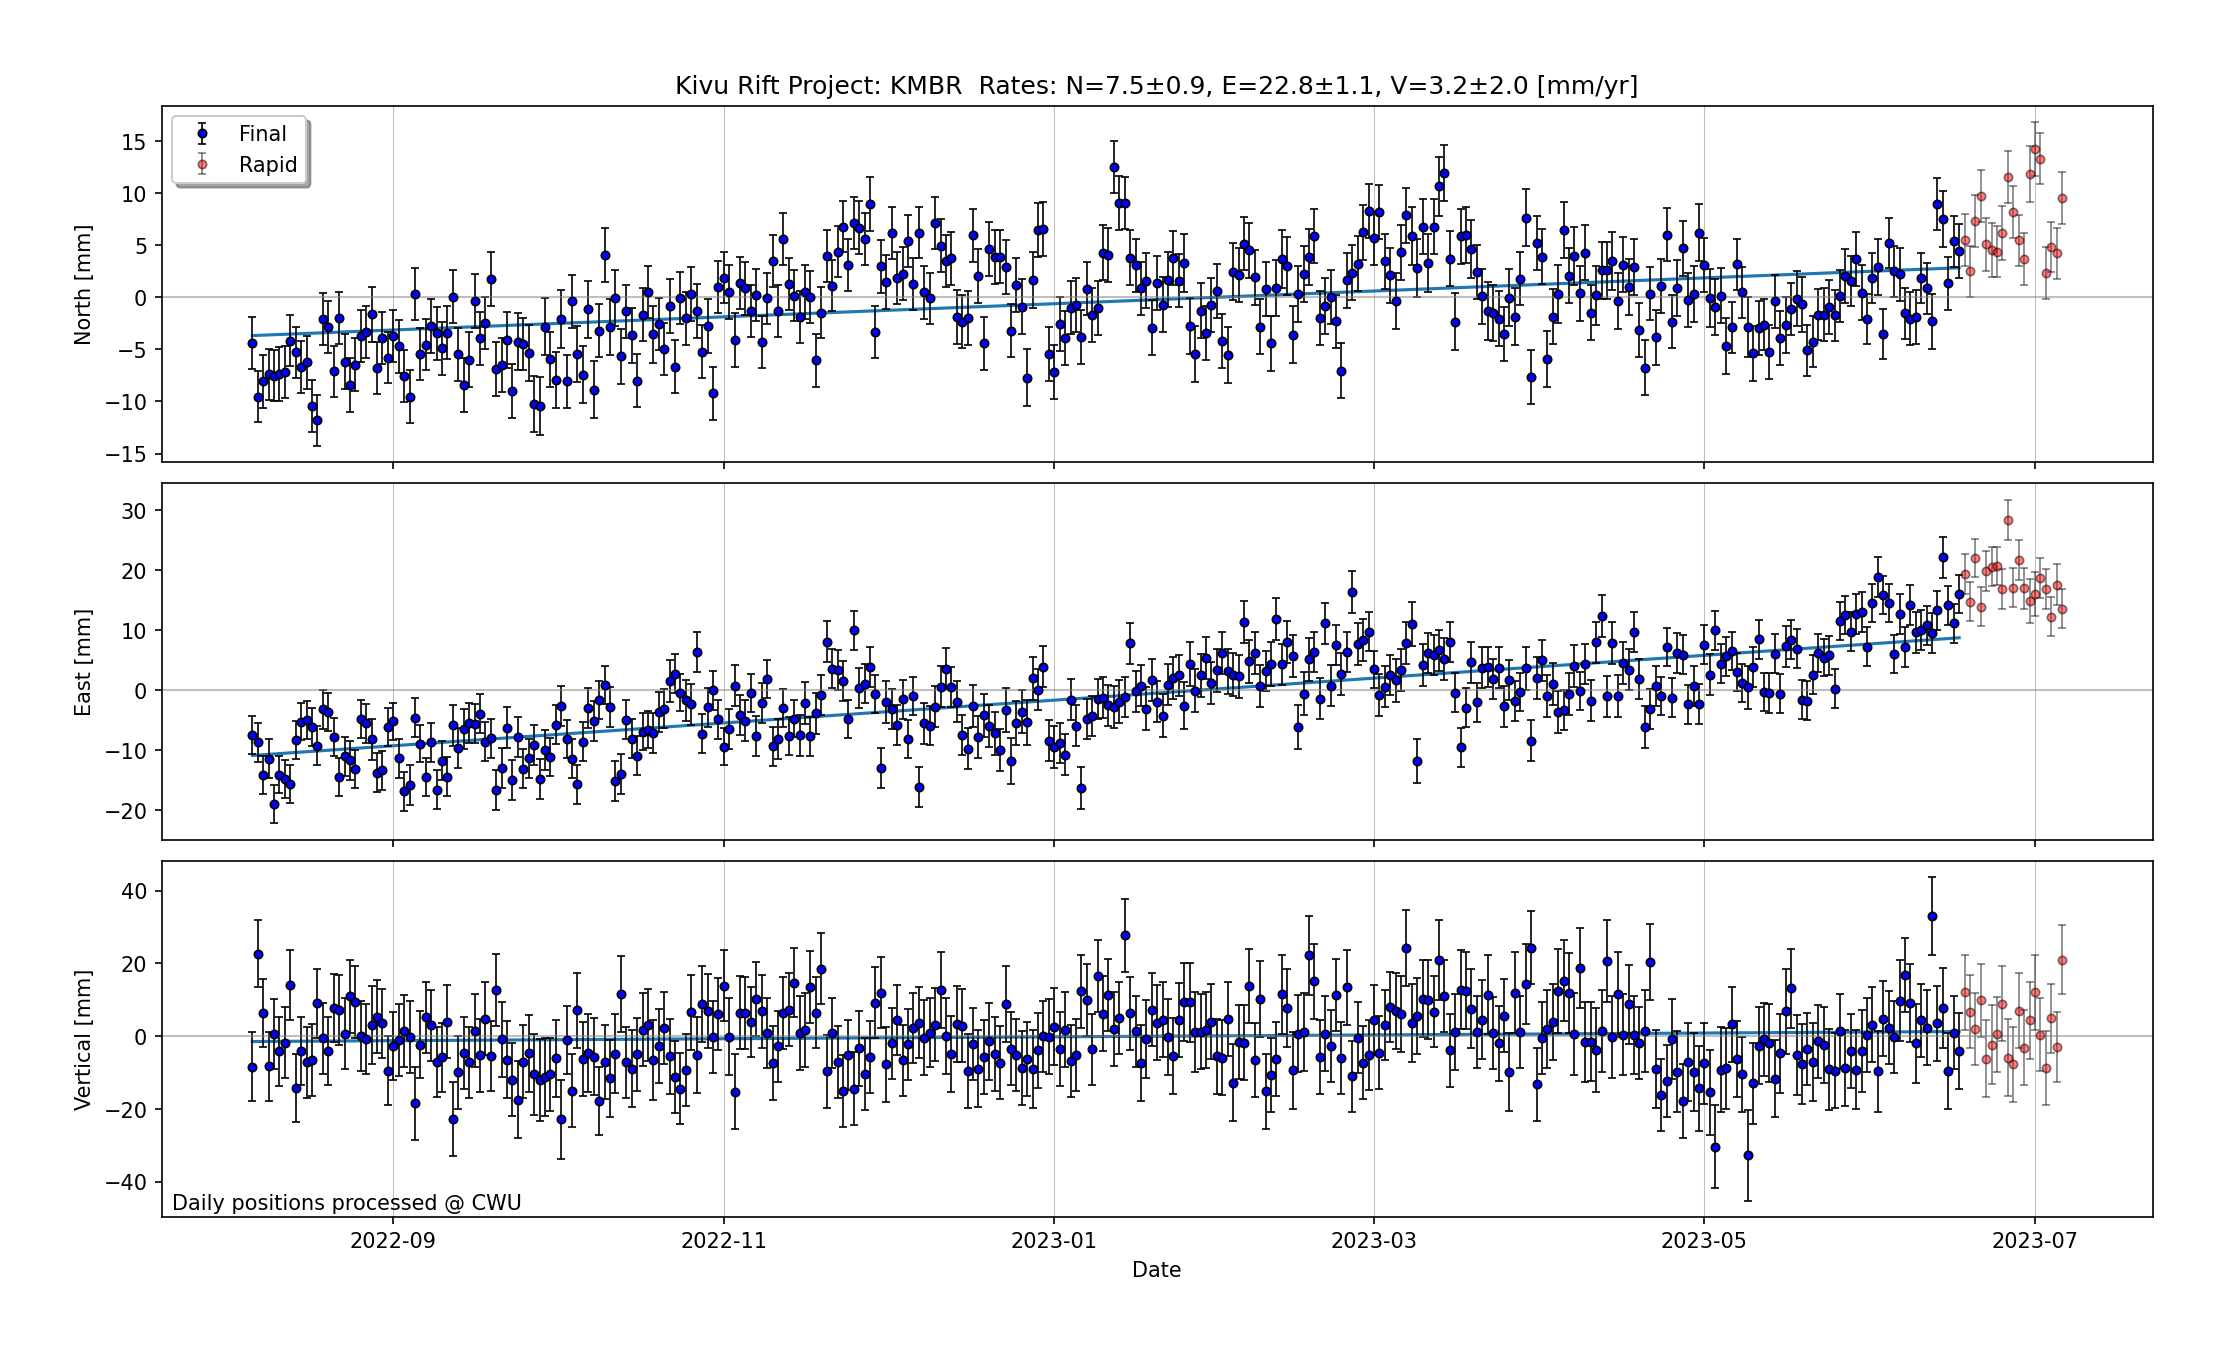 Kivu Rift Project: KMBR  Rates: N=7.5±0.9, E=22.8±1.1, V=3.2±2.0 [mm/yr]
Final
Rapid
North [mm]
15
10
5
0
−5
−10
−15
East [mm]
30
20
10
0
−10
−20
Vertical [mm]
40
20
0
−20
−40
Daily positions processed @ CWU
2022-09 2022-11 2023-01 2023-03 2023-05 2023-07
Date